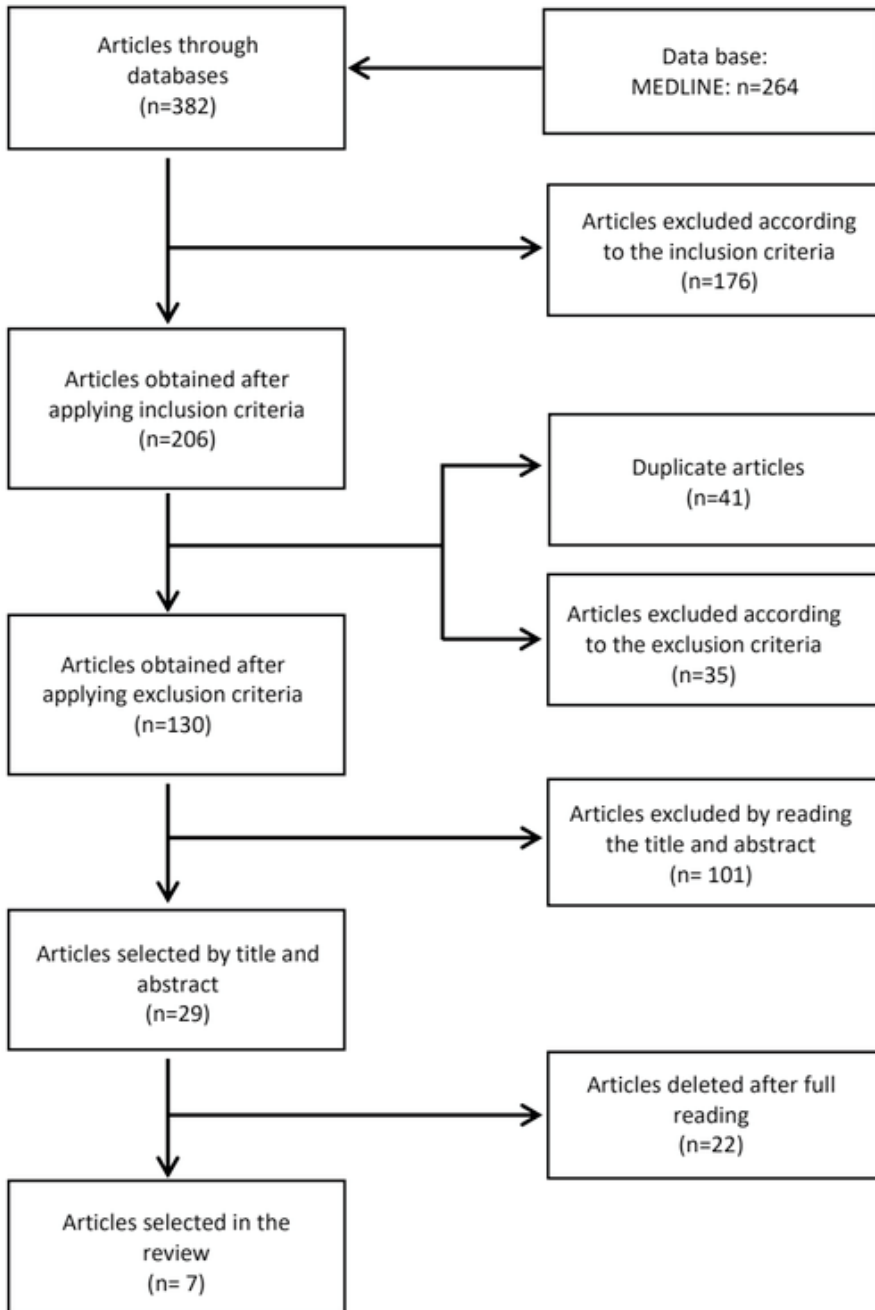 Articles through
databases
(n=382)
Data base:
MEDLINE: n=264
Articles excluded according
to the inclusion criteria
(n=176)
Articles obtained after
applying inclusion criteria
(n=206)
Duplicate articles
(n=41)
Articles excluded according
to the exclusion criteria
(n=35)
Articles obtained after
applying exclusion criteria
(n=130)
Articles excluded by reading
the title and abstract
(n= 101)
Articles selected by title and
abstract
(n=29)
Articles deleted after full
reading
(n=22)
Articles selected in the
review
(n= 7)